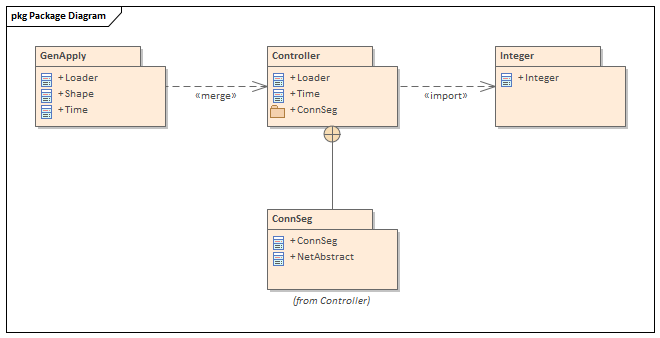 pkg Package Diagram
GenApply
+ Loader
+ Shape
+ Time
«merge»
Controller
+ Loader
+ Time
+ ConnSeg
«import»
Integer
+ Integer
ConnSeg
+ ConnSeg
+ NetAbstract
(from Controller)